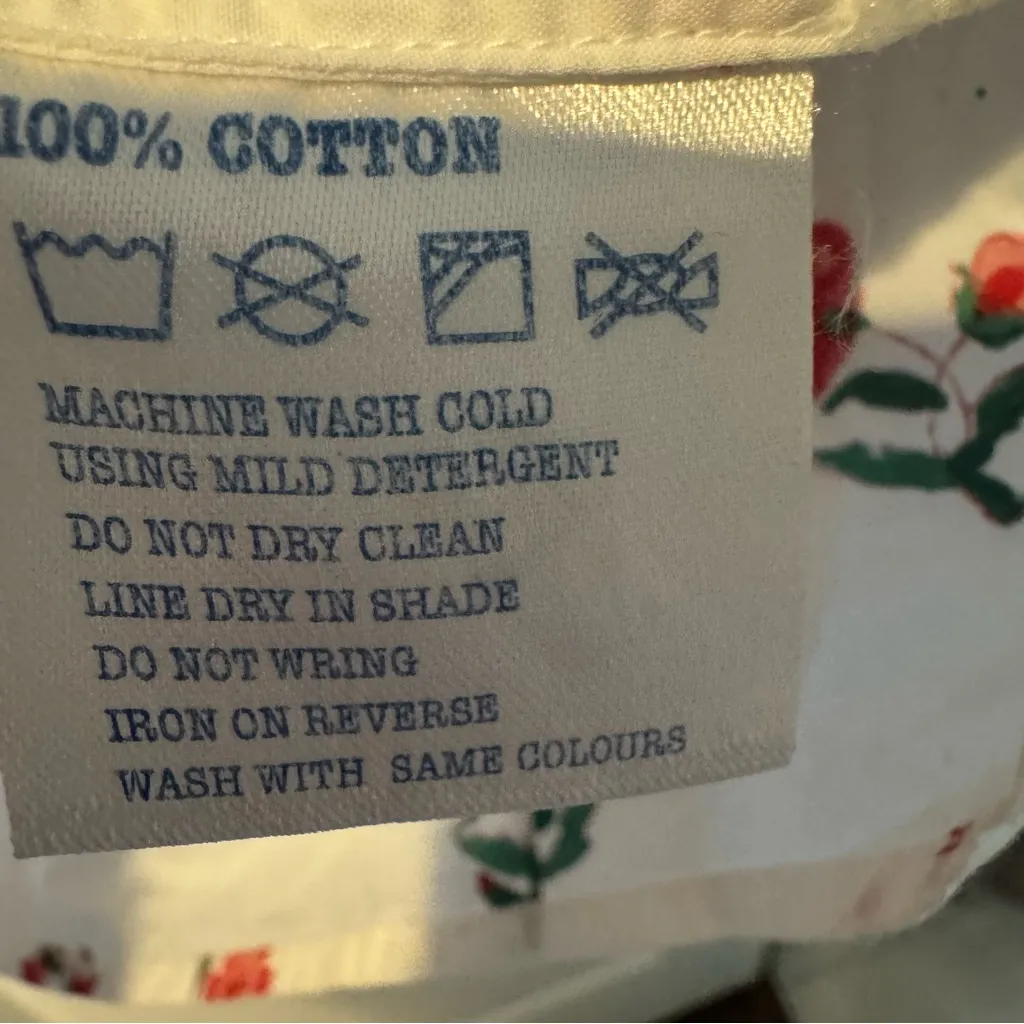 100% COTTON
MACHINE WASH COLD
USING MILD DETERGENT
DO NOT DRY CLEAN
LINE DRY IN SHADE
DO NOT WRING
IRON ON REVERSE
WASH WITH SAME COLOURS